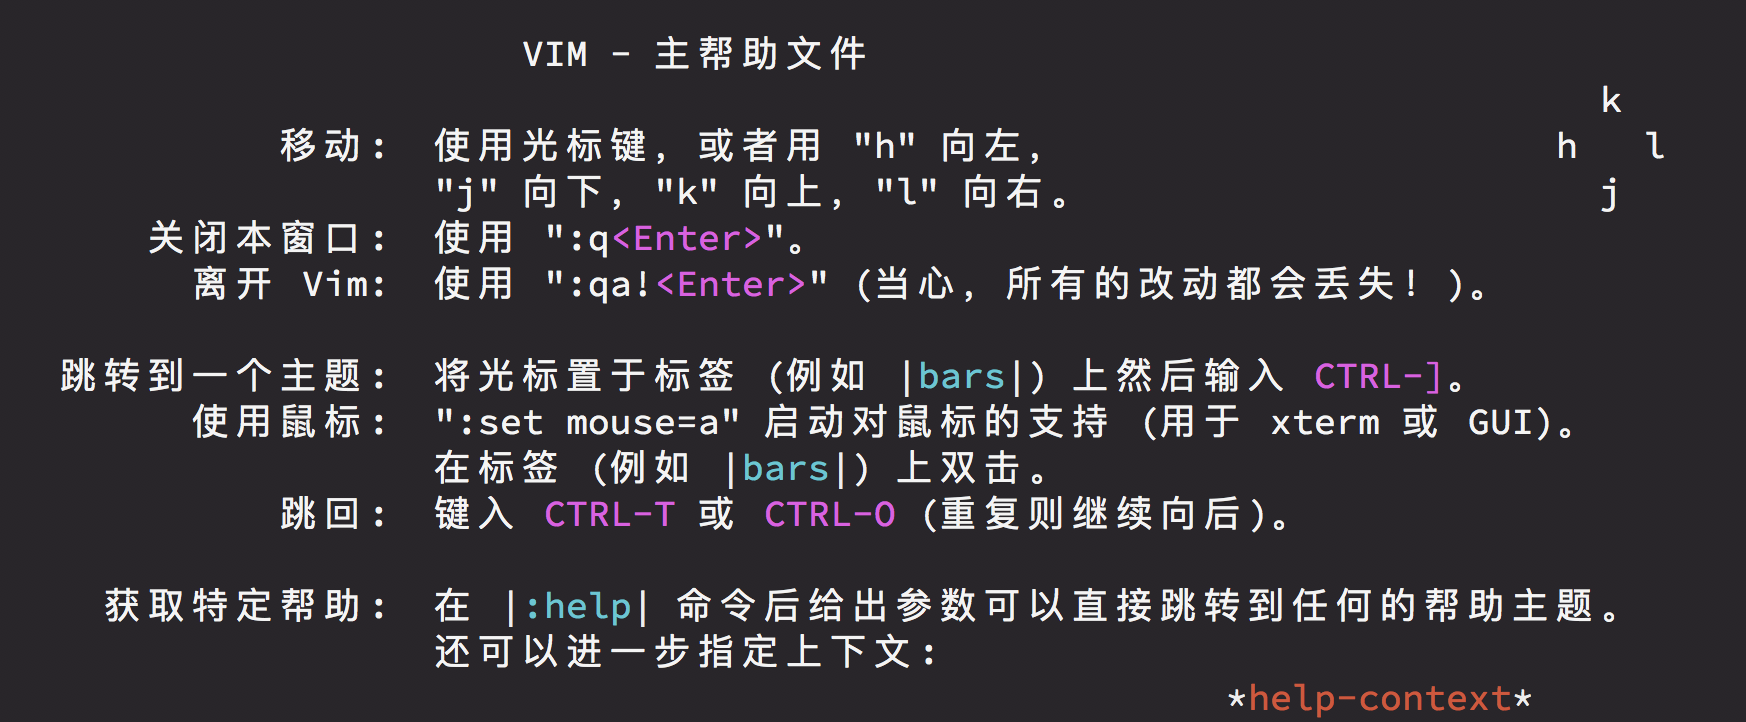 VIM - 主帮助文件
k
移动: 使用光标键, 或者用 "h" 向左, h l
"j" 向下, "k" 向上, "l" 向右。 j
关闭本窗口: 使用 ":q<Enter>"。
离开 Vim: 使用 ":qa!<Enter>" (当心, 所有的改动都会丢失! )。
跳转到一个主题: 将光标置于标签 (例如 |bars|) 上然后输入 CTRL-]。
使用鼠标: ":set mouse=a" 启动对鼠标的支持 (用于 xterm 或 GUI)。
在标签 (例如 |bars|) 上双击。
跳回: 键入 CTRL-T 或 CTRL-O (重复则继续向后)。
获取特定帮助: 在 |:help| 命令后给出参数可以直接跳转到任何的帮助主题。
还可以进一步指定上下文:
*help-context*